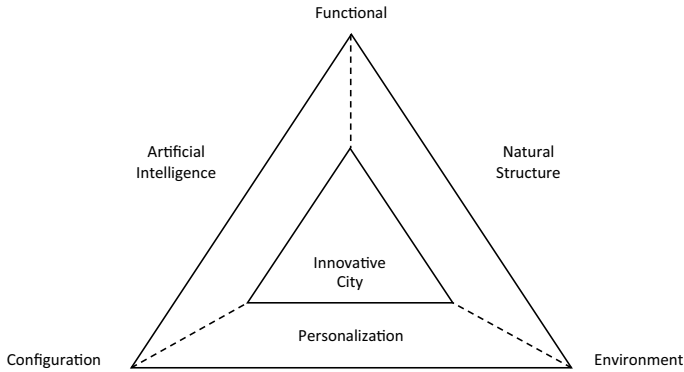 Functional
Artificial
Intelligence
Natural
Structure
Innovative
City
Personalization
Configuration
Environment